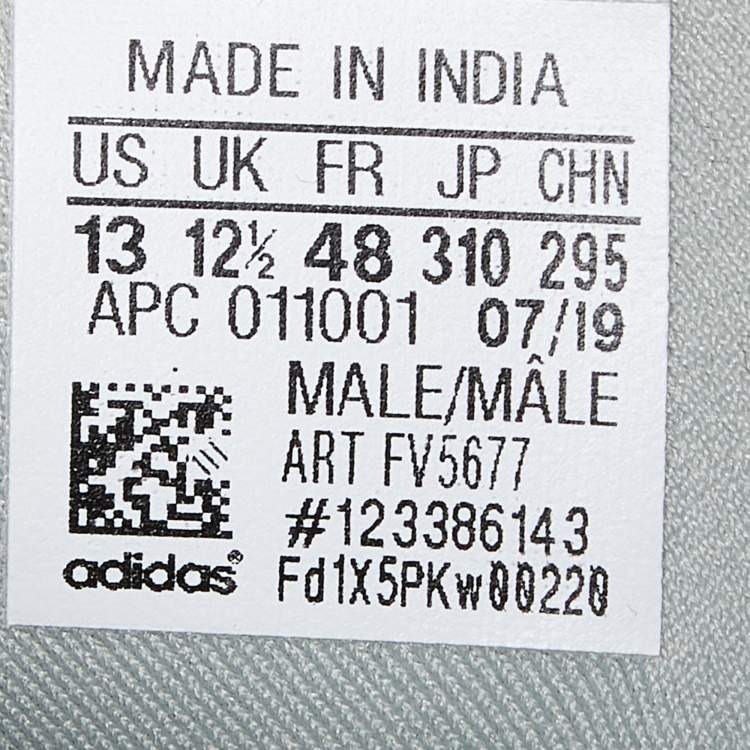 MADE IN INDIA
US UK FR JP CHN
13 12½ 48 310 295
APC 011001 07/19
MALE/MÂLE
ART FV5677
#123386143
adidas® Fd1X5PKw00220